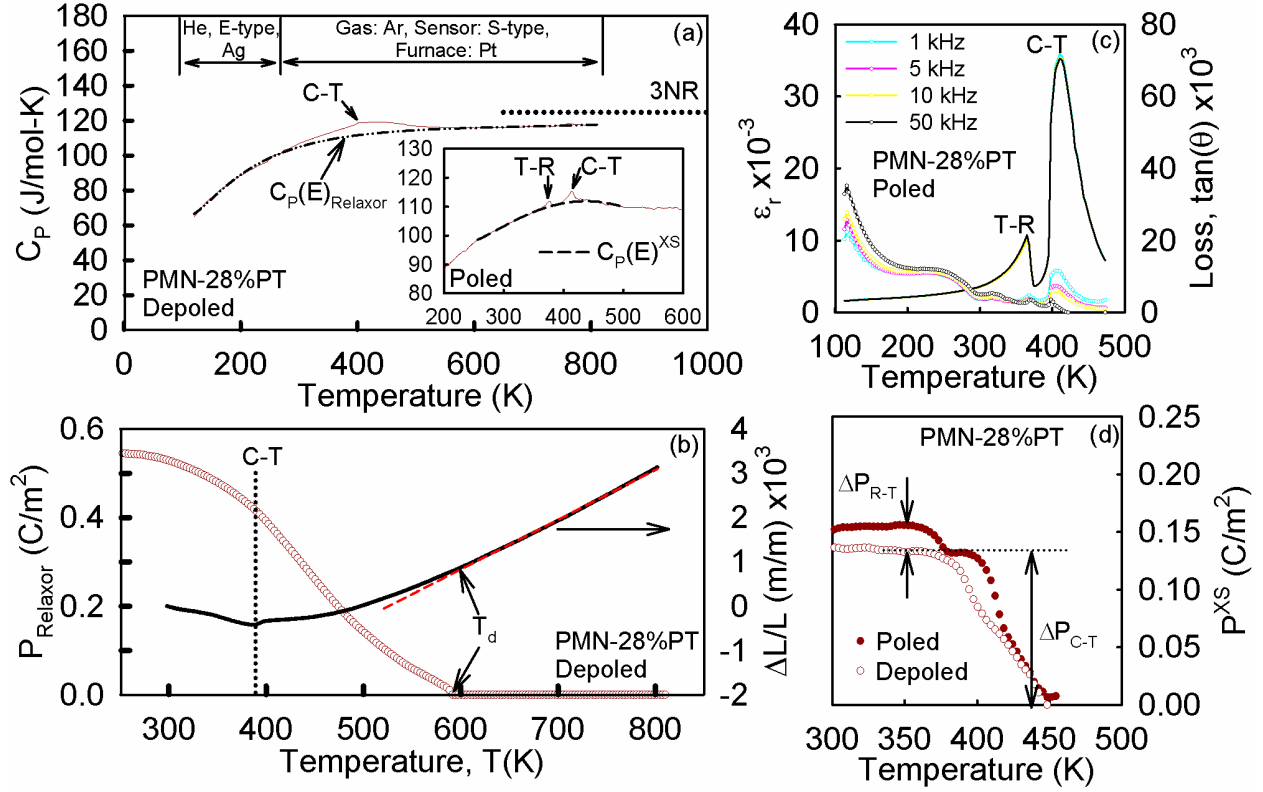 180
160
140
120
100
80
60
40
20
0
C_P (J/mol-K)
He, E-type,
Ag
Gas: Ar, Sensor: S-type,
Furnace: Pt
(a)
C-T
3NR
C_P(E)_Relaxor
PMN-28%PT
Depoled
130
120
110
100
90
80
T-R
C-T
C_P(E)^XS
Poled
200 300 400 500 600
0 200 400 600 800 1000
Temperature (K)
40
30
20
10
0
ε_r x10^-3
(c)
C-T
1 kHz
5 kHz
10 kHz
50 kHz
PMN-28%PT
Poled
T-R
80
60
40
20
0
Loss, tan(θ) x10^3
100 200 300 400 500
Temperature (K)
0.6
0.4
0.2
0.0
P_Relaxor (C/m^2)
C-T
(b)
T_d
PMN-28%PT
Depoled
4
3
2
1
0
-1
-2
ΔL/L (m/m) x10^3
300 400 500 600 700 800
Temperature, T(K)
PMN-28%PT
(d)
ΔP_R-T
ΔP_C-T
Poled
Depoled
0.25
0.20
0.15
0.10
0.05
0.00
P^XS (C/m^2)
300 350 400 450 500
Temperature (K)